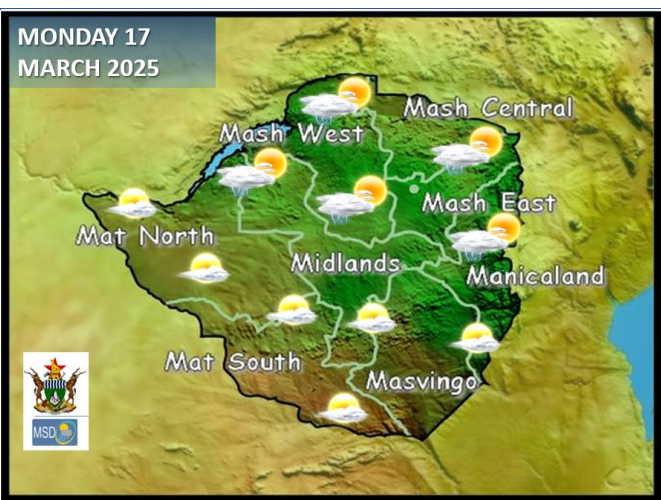 MONDAY 17
MARCH 2025
Mash Central
Mash West
Mash East
Mat North
Midlands
Manicaland
Mat South
Masvingo
MSD